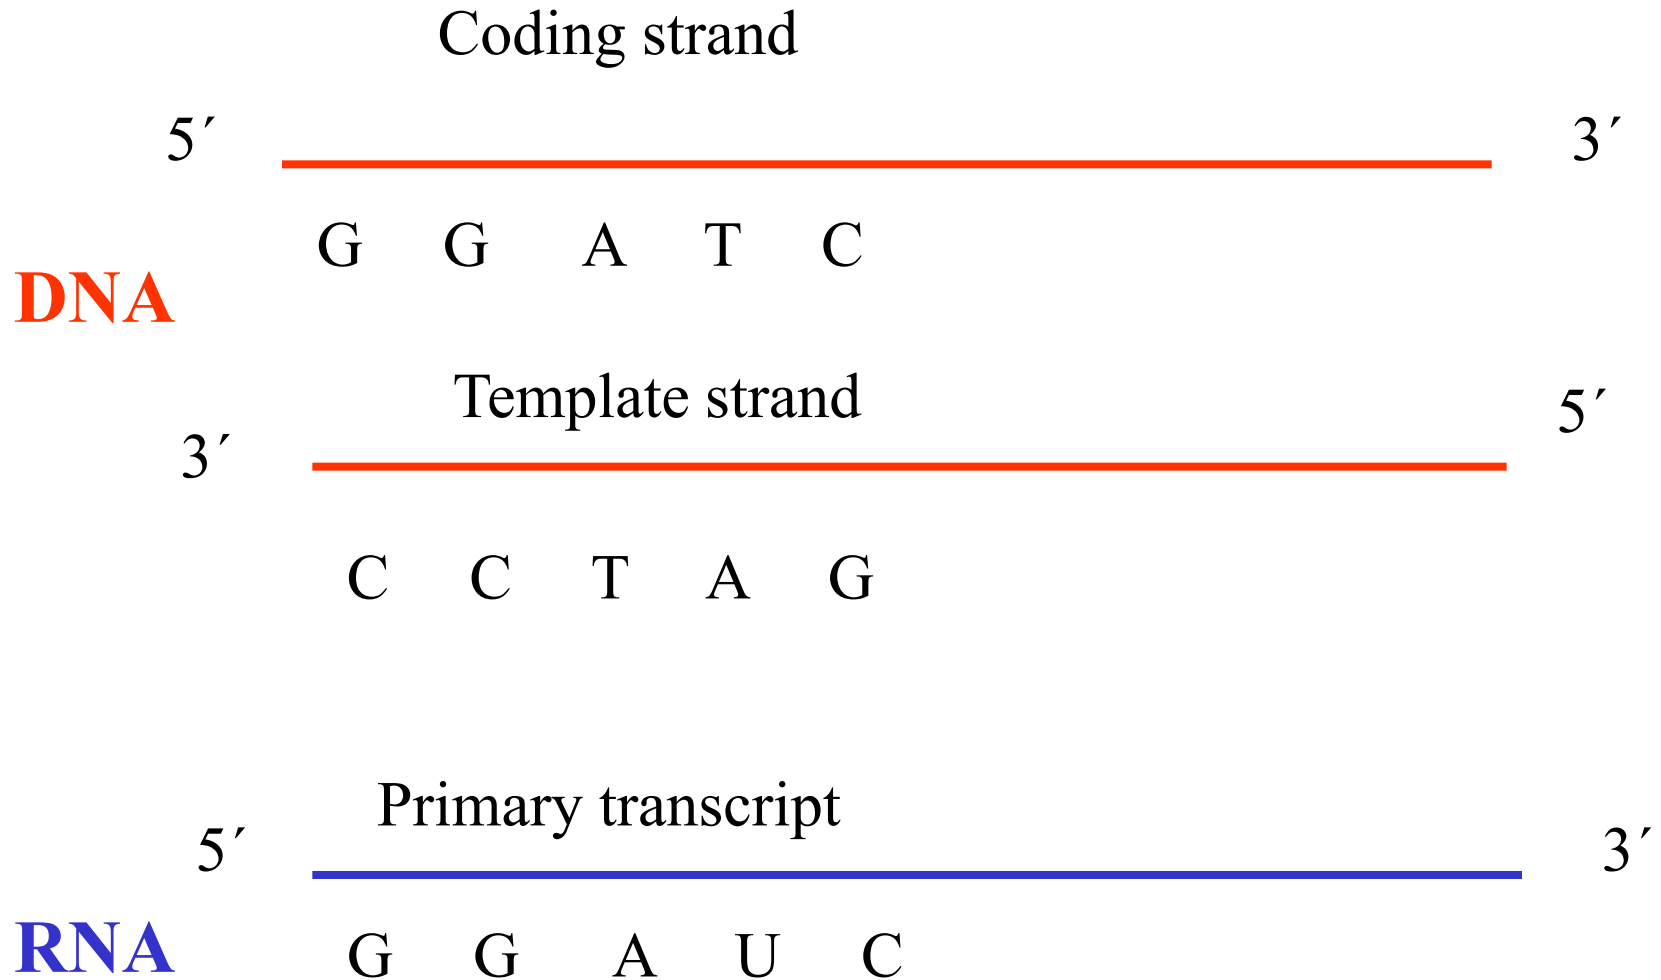 Coding strand
5´ 3´
G G A T C
DNA
Template strand
5´
3´
C C T A G
Primary transcript
5´ 3´
RNA
G G A U C